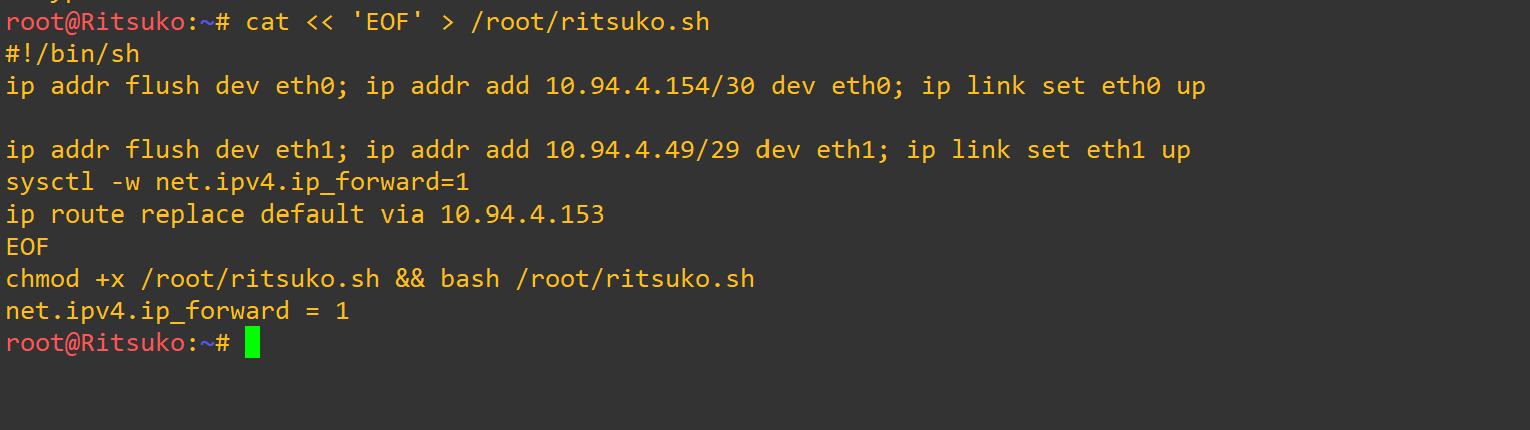 root@Ritsuko:~# cat << 'EOF' > /root/ritsuko.sh
#!/bin/sh
ip addr flush dev eth0; ip addr add 10.94.4.154/30 dev eth0; ip link set eth0 up
ip addr flush dev eth1; ip addr add 10.94.4.49/29 dev eth1; ip link set eth1 up
sysctl -w net.ipv4.ip_forward=1
ip route replace default via 10.94.4.153
EOF
chmod +x /root/ritsuko.sh && bash /root/ritsuko.sh
net.ipv4.ip_forward = 1
root@Ritsuko:~#